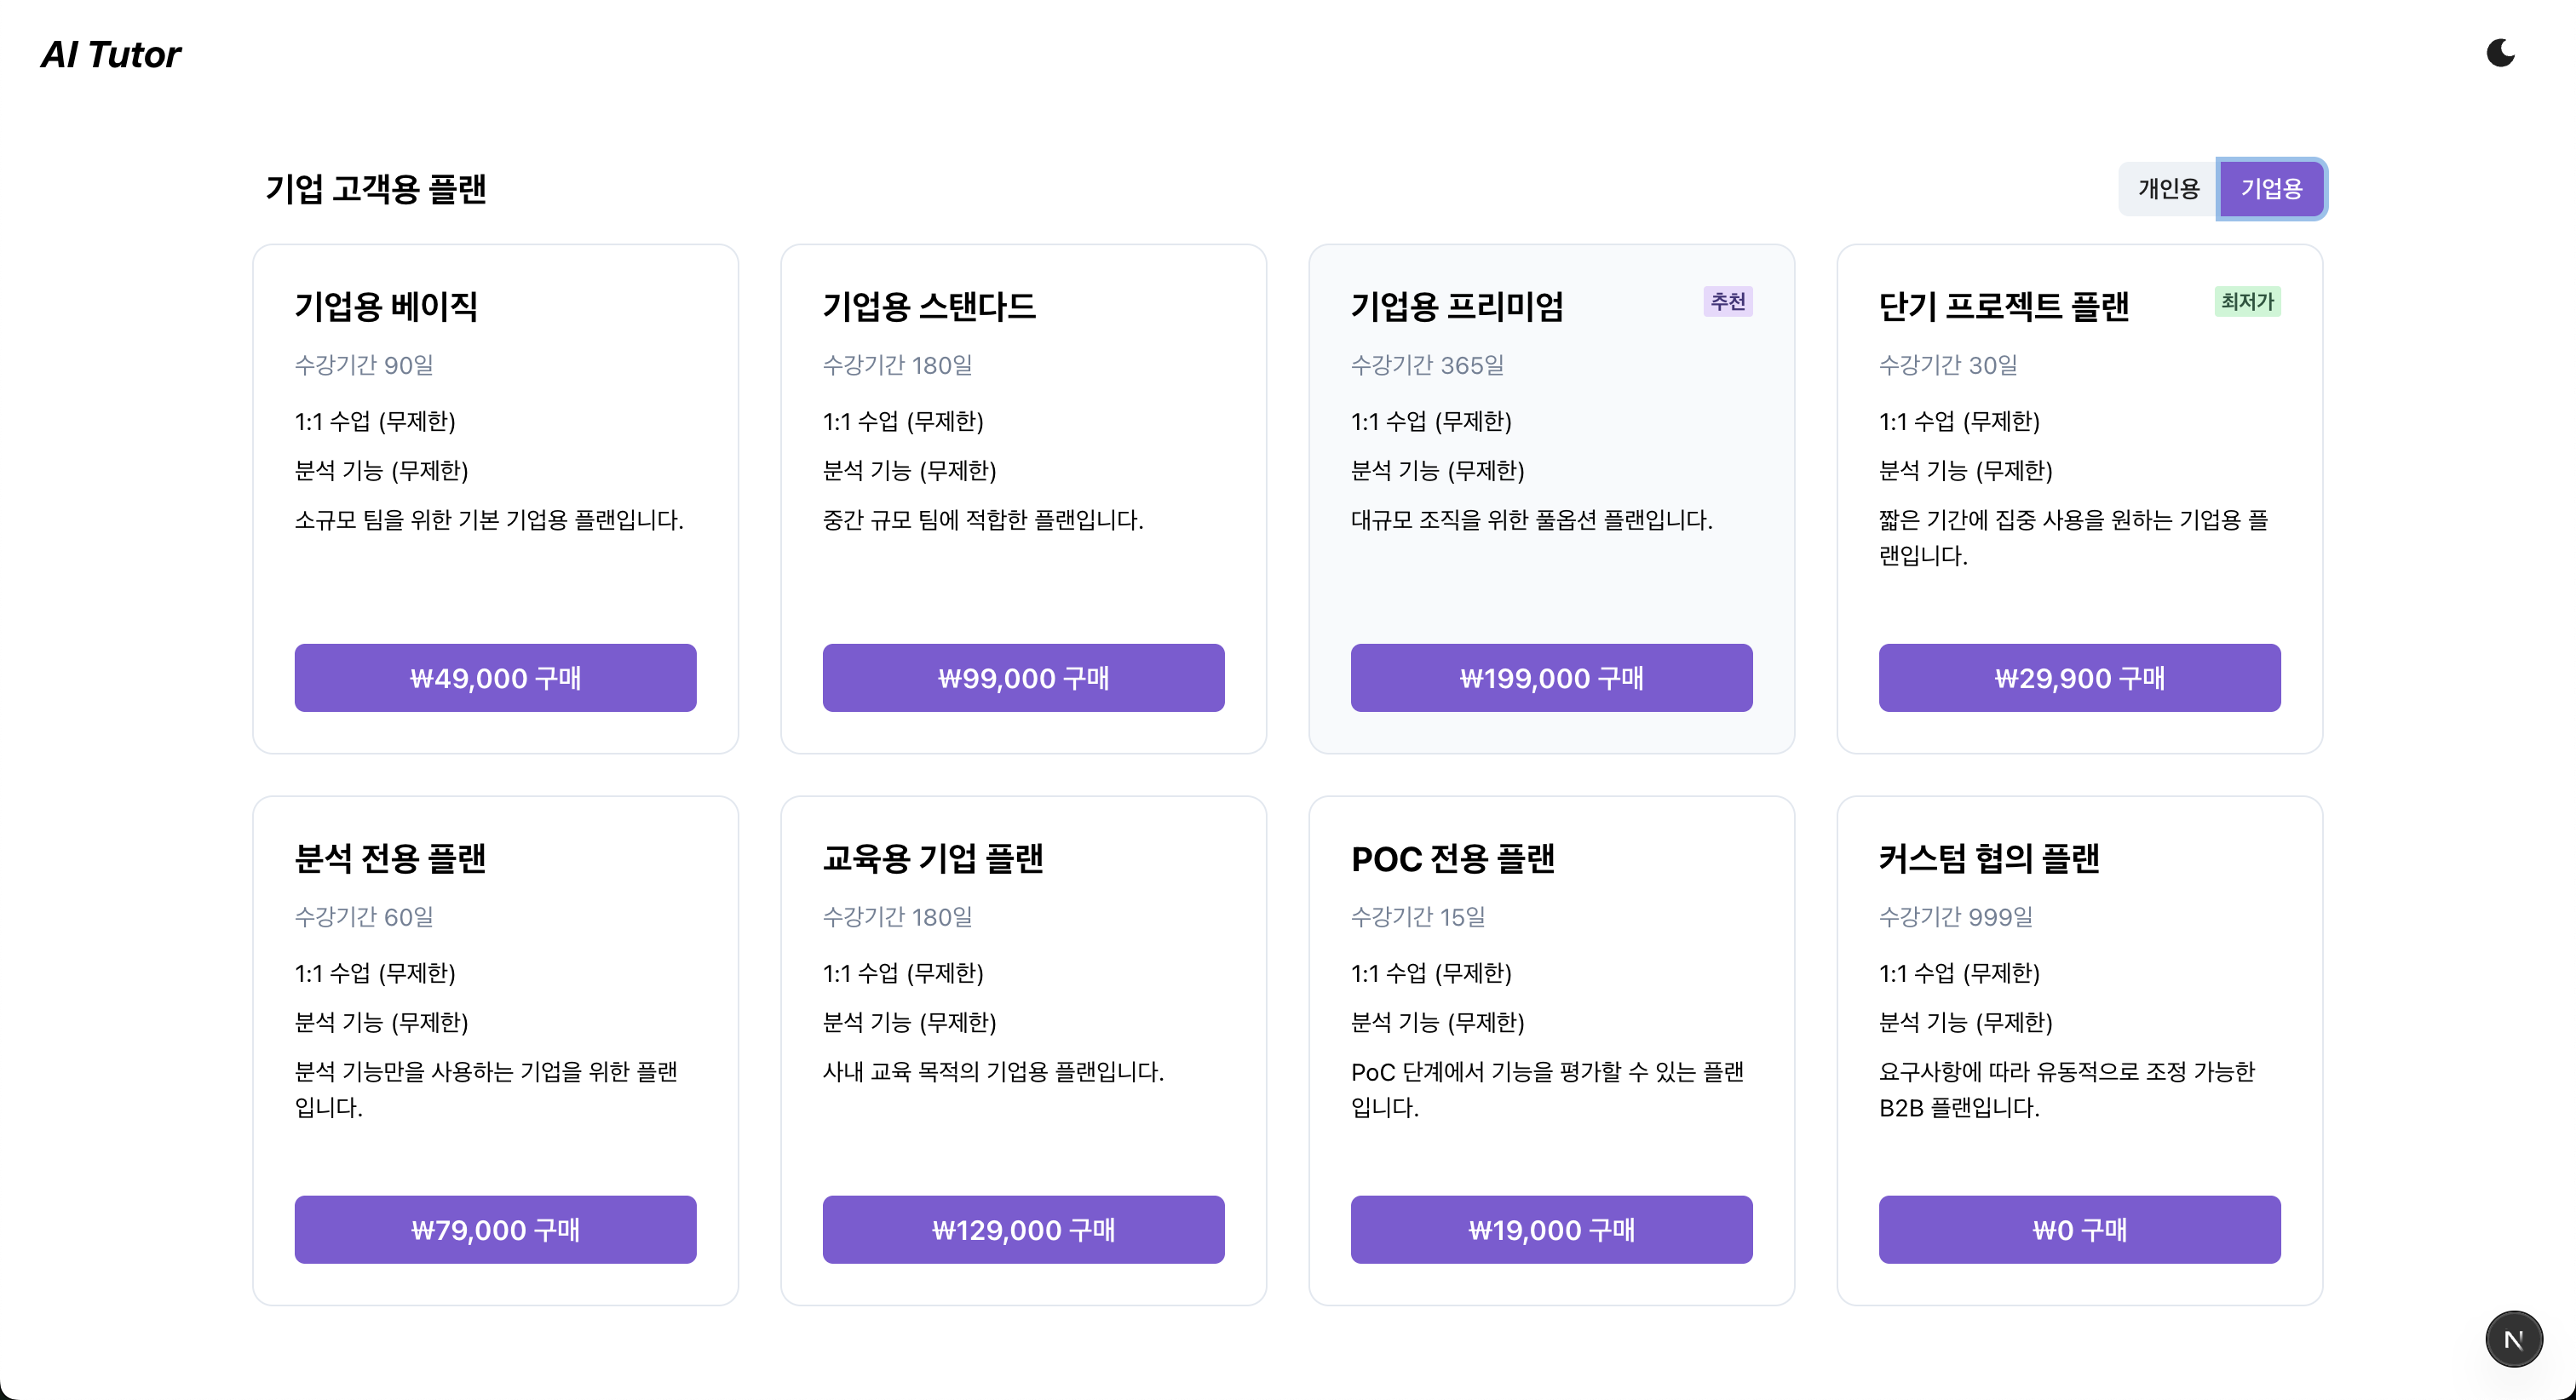 AI Tutor
기업 고객용 플랜
개인용
기업용
기업용 베이직
수강기간 90일
1:1 수업 (무제한)
분석 기능 (무제한)
소규모 팀을 위한 기본 기업용 플랜입니다.
₩49,000 구매
기업용 스탠다드
수강기간 180일
1:1 수업 (무제한)
분석 기능 (무제한)
중간 규모 팀에 적합한 플랜입니다.
₩99,000 구매
기업용 프리미엄
추천
수강기간 365일
1:1 수업 (무제한)
분석 기능 (무제한)
대규모 조직을 위한 풀옵션 플랜입니다.
₩199,000 구매
단기 프로젝트 플랜
최저가
수강기간 30일
1:1 수업 (무제한)
분석 기능 (무제한)
짧은 기간에 집중 사용을 원하는 기업용 플
랜입니다.
₩29,900 구매
분석 전용 플랜
수강기간 60일
1:1 수업 (무제한)
분석 기능 (무제한)
분석 기능만을 사용하는 기업을 위한 플랜
입니다.
₩79,000 구매
교육용 기업 플랜
수강기간 180일
1:1 수업 (무제한)
분석 기능 (무제한)
사내 교육 목적의 기업용 플랜입니다.
₩129,000 구매
POC 전용 플랜
수강기간 15일
1:1 수업 (무제한)
분석 기능 (무제한)
PoC 단계에서 기능을 평가할 수 있는 플랜
입니다.
₩19,000 구매
커스텀 협의 플랜
수강기간 999일
1:1 수업 (무제한)
분석 기능 (무제한)
요구사항에 따라 유동적으로 조정 가능한
B2B 플랜입니다.
₩0 구매
N